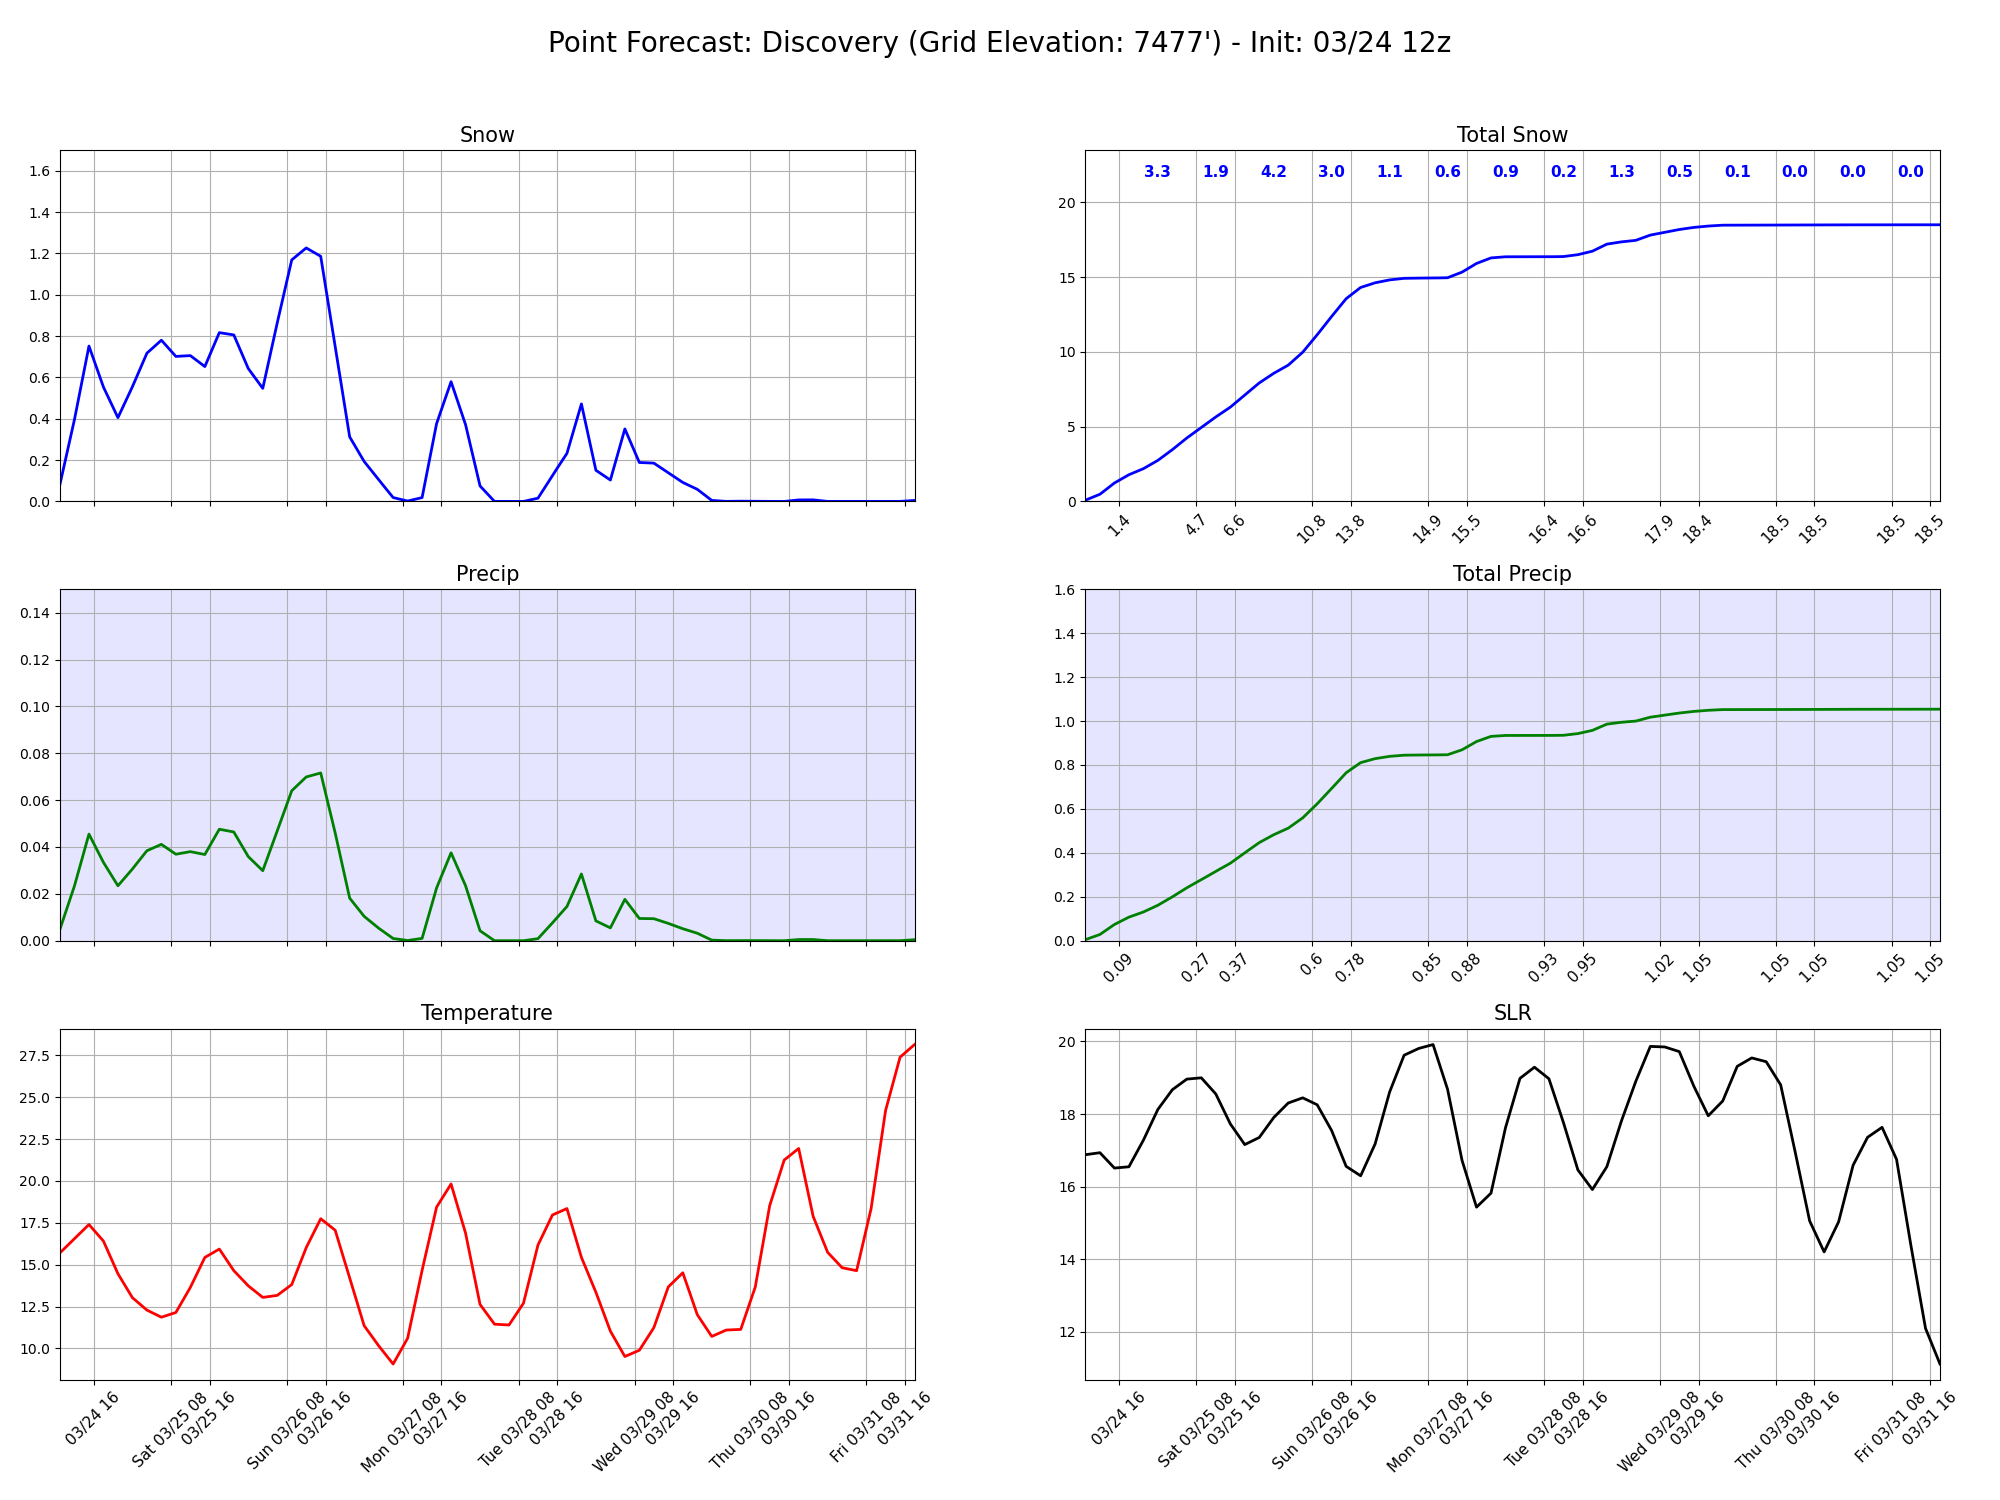 Point Forecast: Discovery (Grid Elevation: 7477') - Init: 03/24 12z
Snow
1.6
1.4
1.2
1.0
0.8
0.6
0.4
0.2
0.0
Total Snow
3.3 1.9 4.2 3.0 1.1 0.6 0.9 0.2 1.3 0.5 0.1 0.0 0.0 0.0
20
15
10
5
0
1.4 4.7 6.6 10.8 13.8 14.9 15.5 16.4 16.6 17.9 18.4 18.5 18.5 18.5 18.5
Precip
0.14
0.12
0.10
0.08
0.06
0.04
0.02
0.00
Total Precip
1.6
1.4
1.2
1.0
0.8
0.6
0.4
0.2
0.0
0.09 0.27 0.37 0.6 0.78 0.85 0.88 0.93 0.95 1.02 1.05 1.05 1.05 1.05 1.05
Temperature
27.5
25.0
22.5
20.0
17.5
15.0
12.5
10.0
03/24 16
Sat 03/25 08
03/25 16
Sun 03/26 08
03/26 16
Mon 03/27 08
03/27 16
Tue 03/28 08
03/28 16
Wed 03/29 08
03/29 16
Thu 03/30 08
03/30 16
Fri 03/31 08
03/31 16
SLR
20
18
16
14
12
03/24 16
Sat 03/25 08
03/25 16
Sun 03/26 08
03/26 16
Mon 03/27 08
03/27 16
Tue 03/28 08
03/28 16
Wed 03/29 08
03/29 16
Thu 03/30 08
03/30 16
Fri 03/31 08
03/31 16